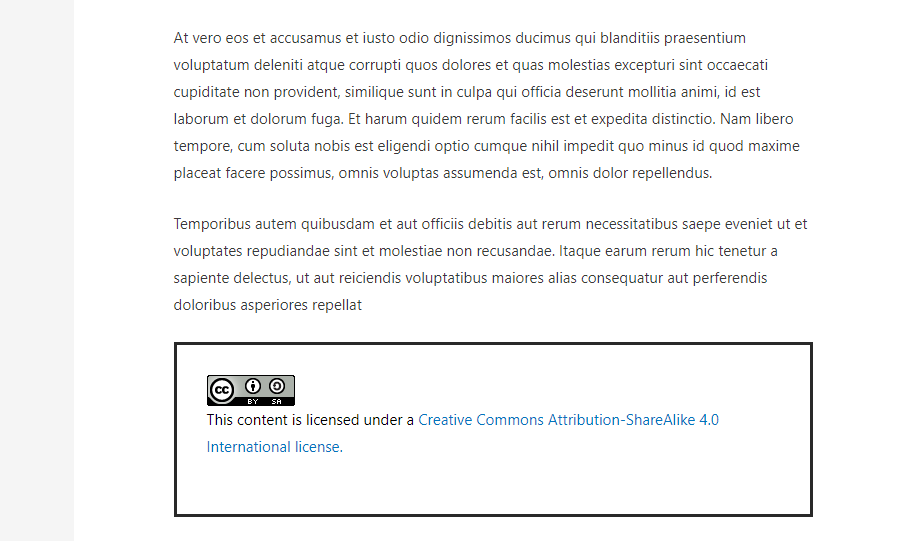 At vero eos et accusamus et iusto odio dignissimos ducimus qui blanditiis praesentium
voluptatum deleniti atque corrupti quos dolores et quas molestias excepturi sint occaecati
cupiditate non provident, similique sunt in culpa qui officia deserunt mollitia animi, id est
laborum et dolorum fuga. Et harum quidem rerum facilis est et expedita distinctio. Nam libero
tempore, cum soluta nobis est eligendi optio cumque nihil impedit quo minus id quod maxime
placeat facere possimus, omnis voluptas assumenda est, omnis dolor repellendus.
Temporibus autem quibusdam et aut officiis debitis aut rerum necessitatibus saepe eveniet ut et
voluptates repudiandae sint et molestiae non recusandae. Itaque earum rerum hic tenetur a
sapiente delectus, ut aut reiciendis voluptatibus maiores alias consequatur aut perferendis
doloribus asperiores repellat
cc
BY SA
This content is licensed under a Creative Commons Attribution-ShareAlike 4.0
International license.